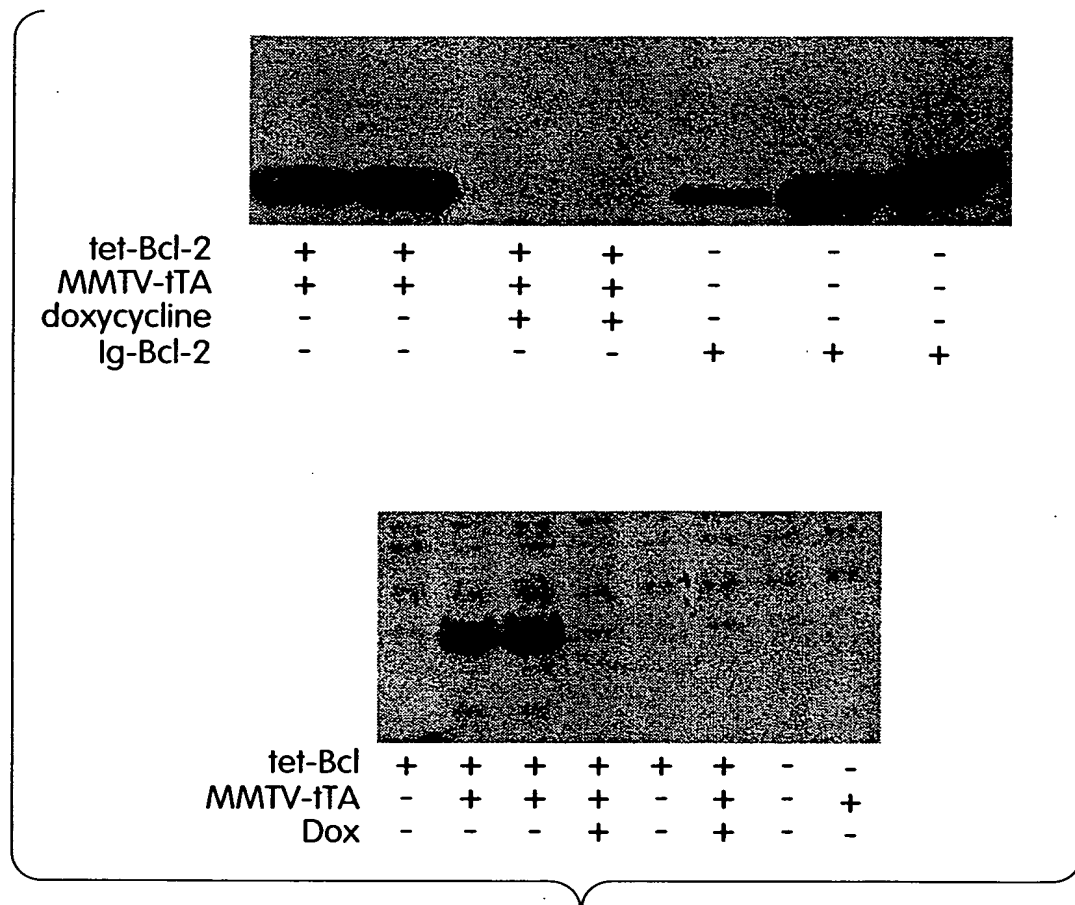 tet-Bcl-2 + + + + - - -
MMTV-tTA + + + + - - -
doxycycline - - + + - - -
Ig-Bcl-2 - - - - + + +
tet-Bcl + + + + + + - -
MMTV-tTA - + + + - + - +
Dox - - - + - + - -